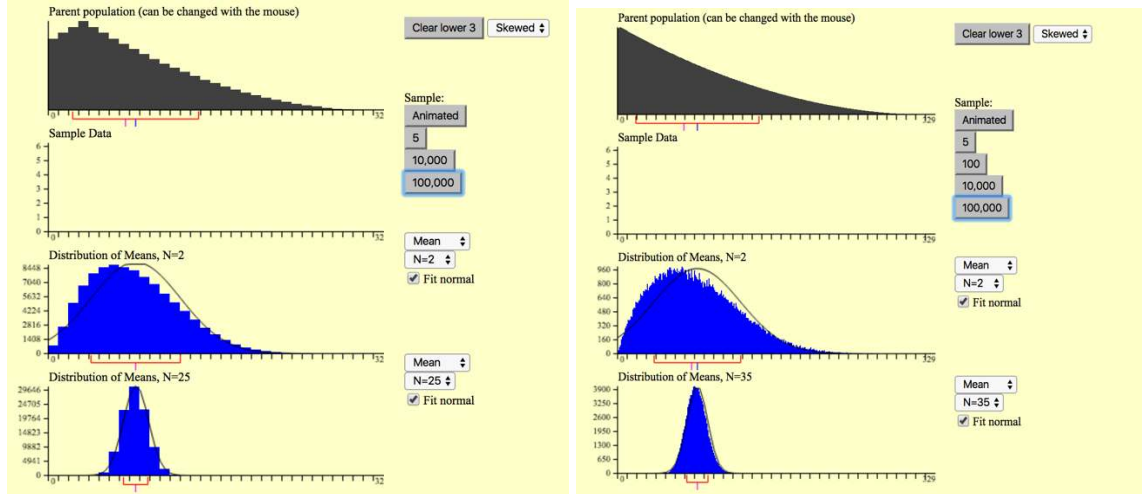 Parent population (can be changed with the mouse)
Clear lower 3
Skewed
0
32
Sample:
Animated
5
10,000
100,000
Sample Data
6
5
4
3
2
1
0
0
32
Distribution of Means, N=2
Mean
N=2
Fit normal
8448
7040
5632
4224
2816
1408
0
0
32
Distribution of Means, N=25
Mean
N=25
Fit normal
29646
24705
19764
14823
9882
4941
0
0
32
Parent population (can be changed with the mouse)
Clear lower 3
Skewed
0
329
Sample:
Animated
5
100
10,000
100,000
Sample Data
6
5
4
3
2
1
0
0
329
Distribution of Means, N=2
Mean
N=2
Fit normal
960
800
640
480
320
160
0
0
329
Distribution of Means, N=35
Mean
N=35
Fit normal
3900
3250
2600
1950
1300
650
0
0
329